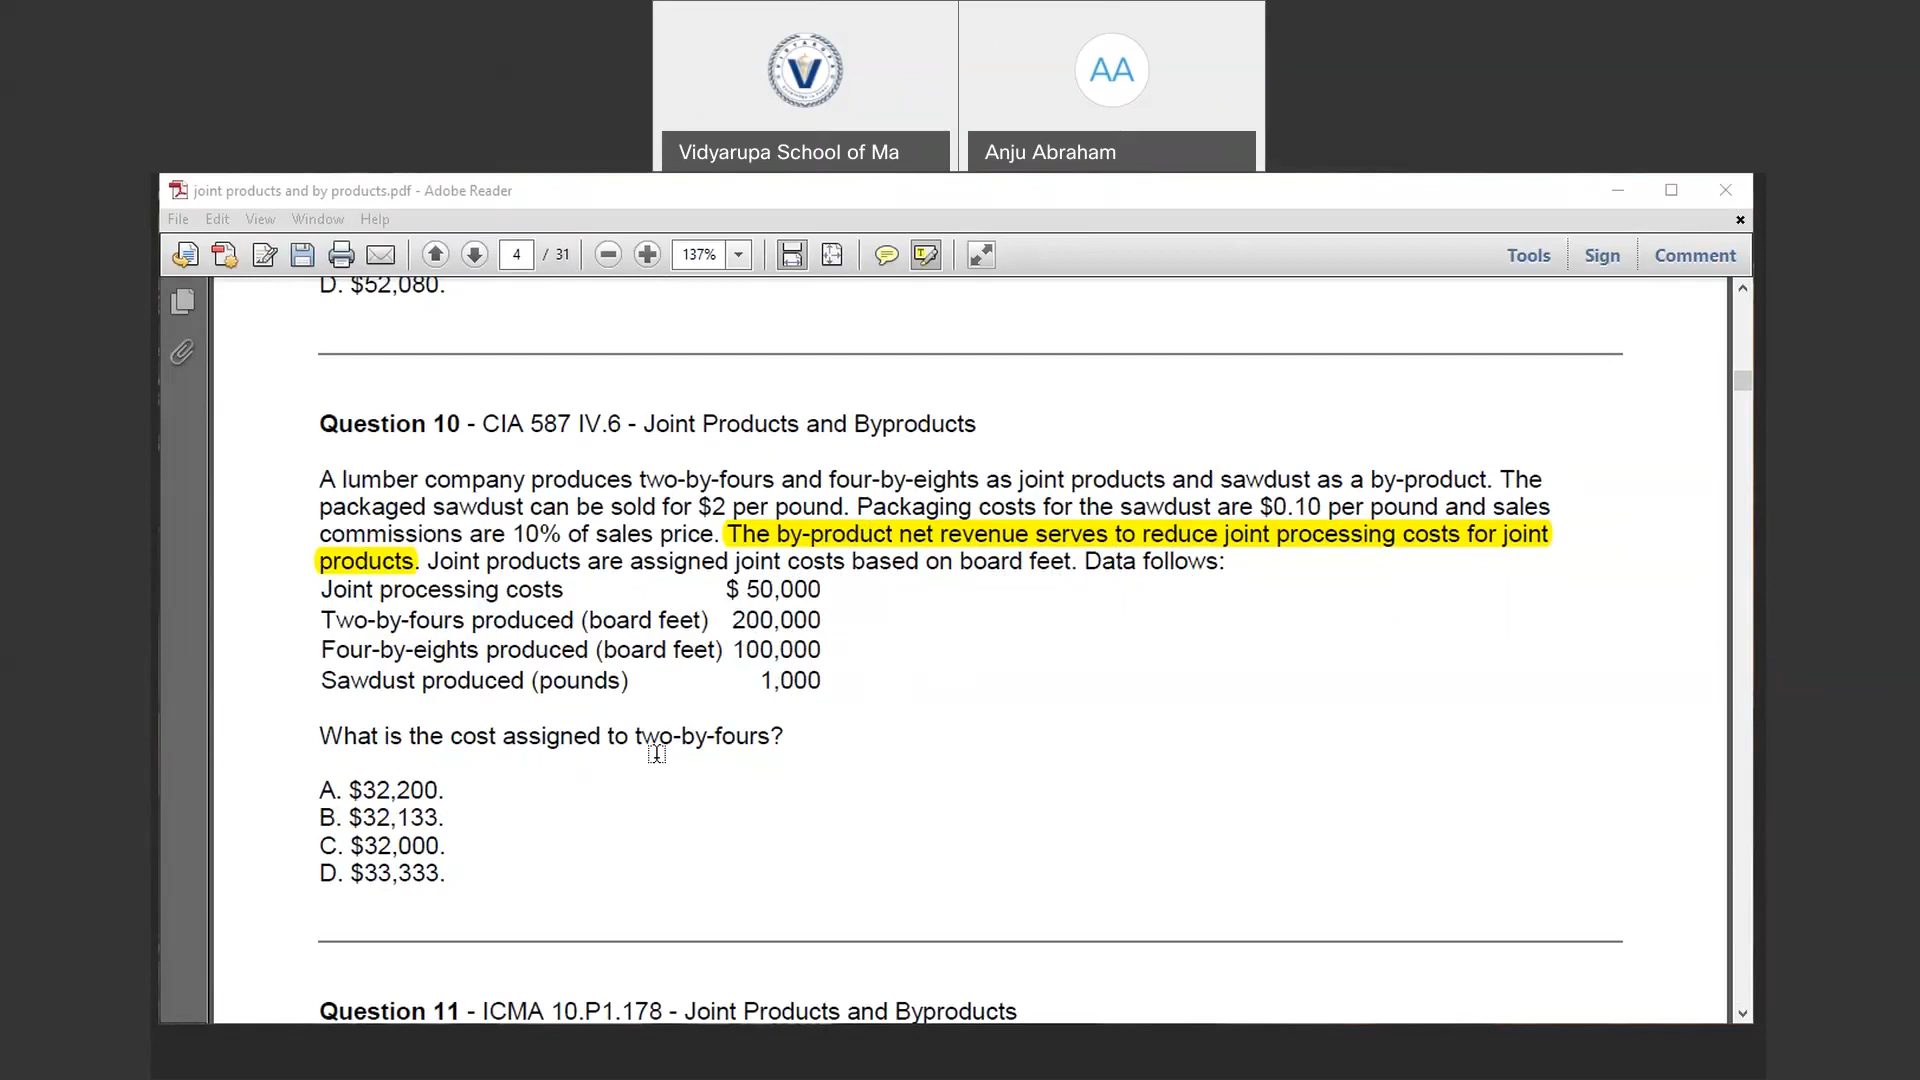 Vidyarupa School of Ma
AA
Anju Abraham
joint products and by products.pdf - Adobe Reader
File Edit View Window Help
4 / 31 137% Tools Sign Comment
D. $52,080.
Question 10 - CIA 587 IV.6 - Joint Products and Byproducts
A lumber company produces two-by-fours and four-by-eights as joint products and sawdust as a by-product. The
packaged sawdust can be sold for $2 per pound. Packaging costs for the sawdust are $0.10 per pound and sales
commissions are 10% of sales price. The by-product net revenue serves to reduce joint processing costs for joint
products. Joint products are assigned joint costs based on board feet. Data follows:
Joint processing costs $ 50,000
Two-by-fours produced (board feet) 200,000
Four-by-eights produced (board feet) 100,000
Sawdust produced (pounds) 1,000
What is the cost assigned to two-by-fours?
A. $32,200.
B. $32,133.
C. $32,000.
D. $33,333.
Question 11 - ICMA 10.P1.178 - Joint Products and Byproducts